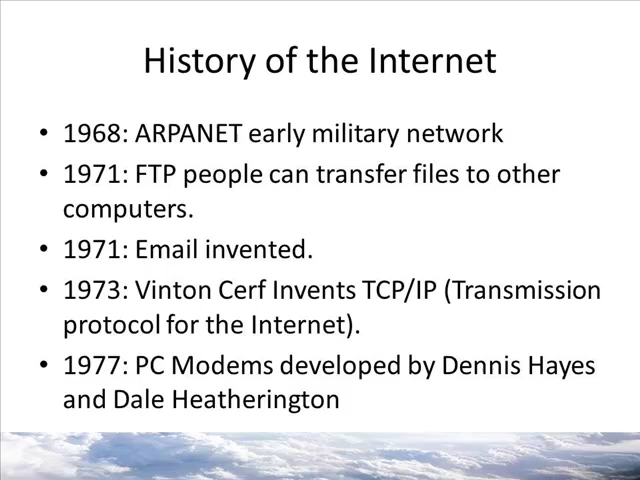 History of the Internet
• 1968: ARPANET early military network
• 1971: FTP people can transfer files to other
computers.
• 1971: Email invented.
• 1973: Vinton Cerf Invents TCP/IP (Transmission
protocol for the Internet).
• 1977: PC Modems developed by Dennis Hayes
and Dale Heatherington